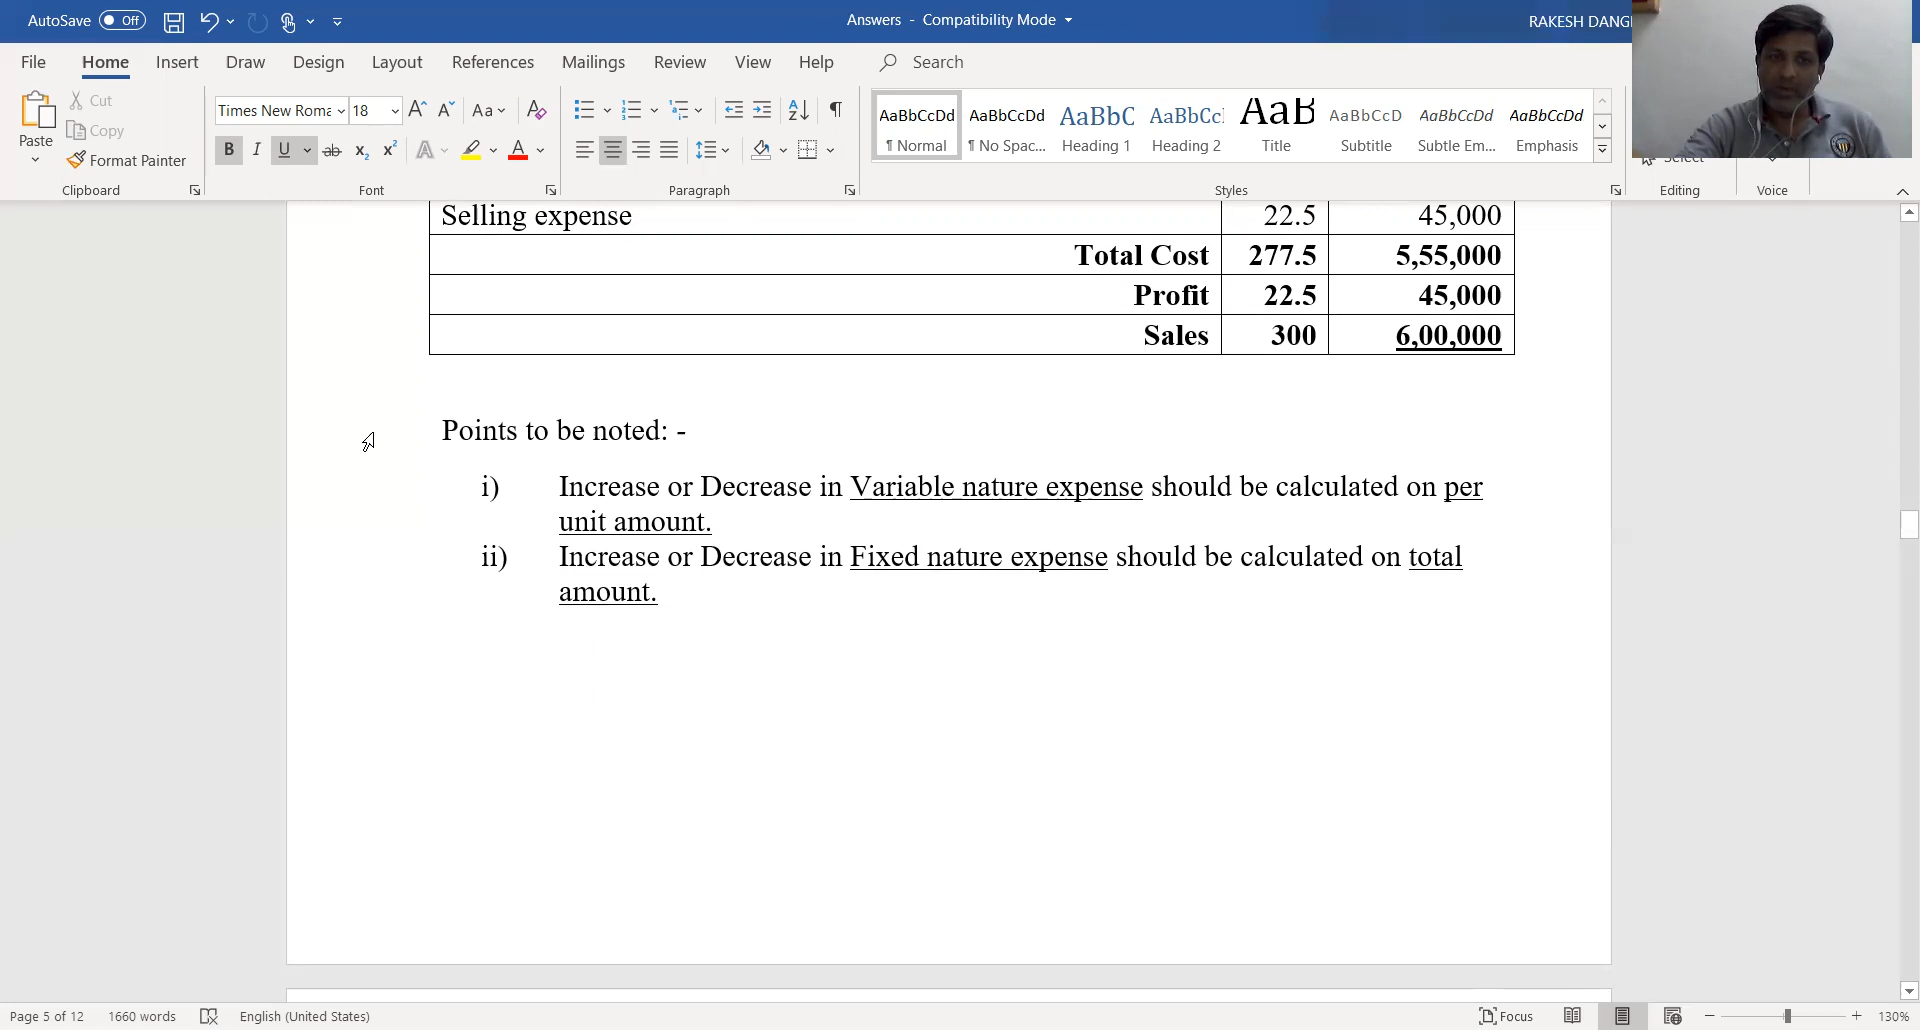 AutoSave Off Answers - Compatibility Mode RAKESH DANGI
File Home Insert Draw Design Layout References Mailings Review View Help Search
Paste
Cut
Copy
Format Painter
Times New Roma 18
Aa
B I U ab x₂ x² A A
AaBbCcDd AaBbCcDd AaBbC AaBbCc AaB AaBbCcD AaBbCcDd AaBbCcDd
¶ Normal ¶ No Spac... Heading 1 Heading 2 Title Subtitle Subtle Em... Emphasis
Select
Clipboard Font Paragraph Styles Editing Voice
Selling expense 22.5 45,000
Total Cost 277.5 5,55,000
Profit 22.5 45,000
Sales 300 6,00,000
Points to be noted: -
i) Increase or Decrease in Variable nature expense should be calculated on per
unit amount.
ii) Increase or Decrease in Fixed nature expense should be calculated on total
amount.
Page 5 of 12 1660 words English (United States) Focus 130%